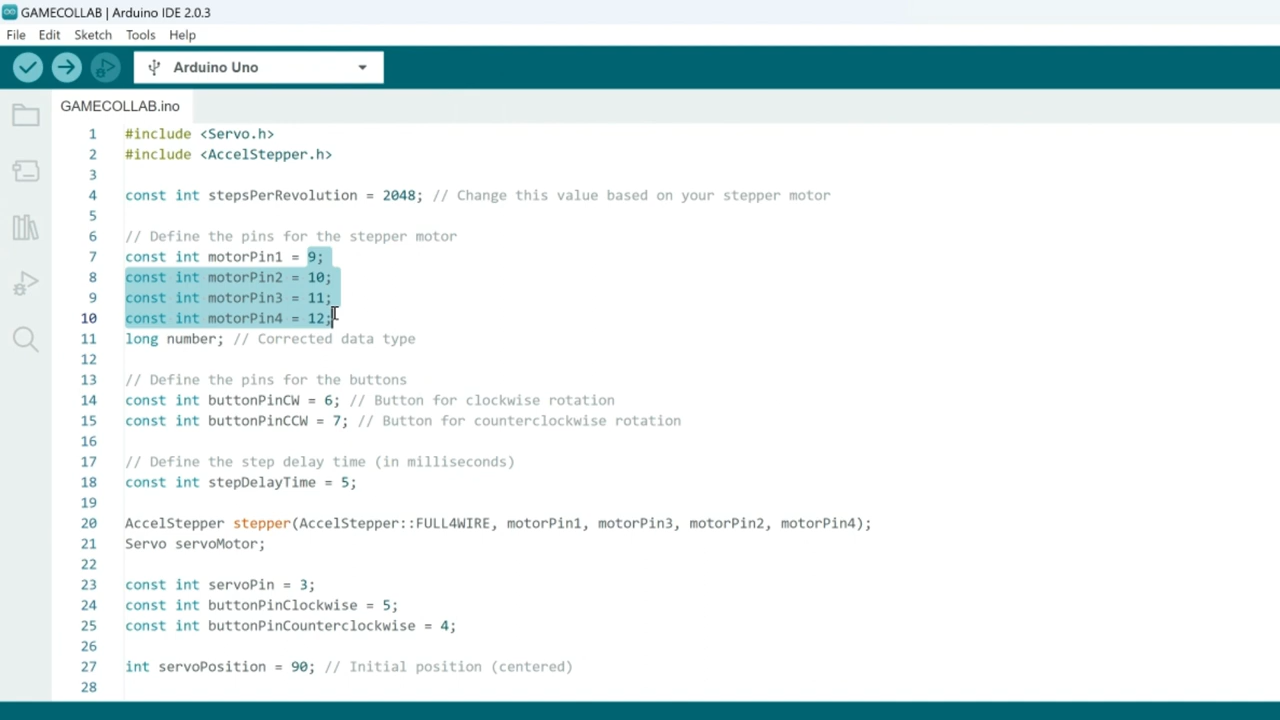 GAMECOLLAB | Arduino IDE 2.0.3
File Edit Sketch Tools Help
Arduino Uno
GAMECOLLAB.ino
1 #include <Servo.h>
2 #include <AccelStepper.h>
3
4 const int stepsPerRevolution = 2048; // Change this value based on your stepper motor
5
6 // Define the pins for the stepper motor
7 const int motorPin1 = 9;
8 const int motorPin2 = 10;
9 const int motorPin3 = 11;
10 const int motorPin4 = 12;
11 long number; // Corrected data type
12
13 // Define the pins for the buttons
14 const int buttonPinCW = 6; // Button for clockwise rotation
15 const int buttonPinCCW = 7; // Button for counterclockwise rotation
16
17 // Define the step delay time (in milliseconds)
18 const int stepDelayTime = 5;
19
20 AccelStepper stepper(AccelStepper::FULL4WIRE, motorPin1, motorPin3, motorPin2, motorPin4);
21 Servo servoMotor;
22
23 const int servoPin = 3;
24 const int buttonPinClockwise = 5;
25 const int buttonPinCounterclockwise = 4;
26
27 int servoPosition = 90; // Initial position (centered)
28